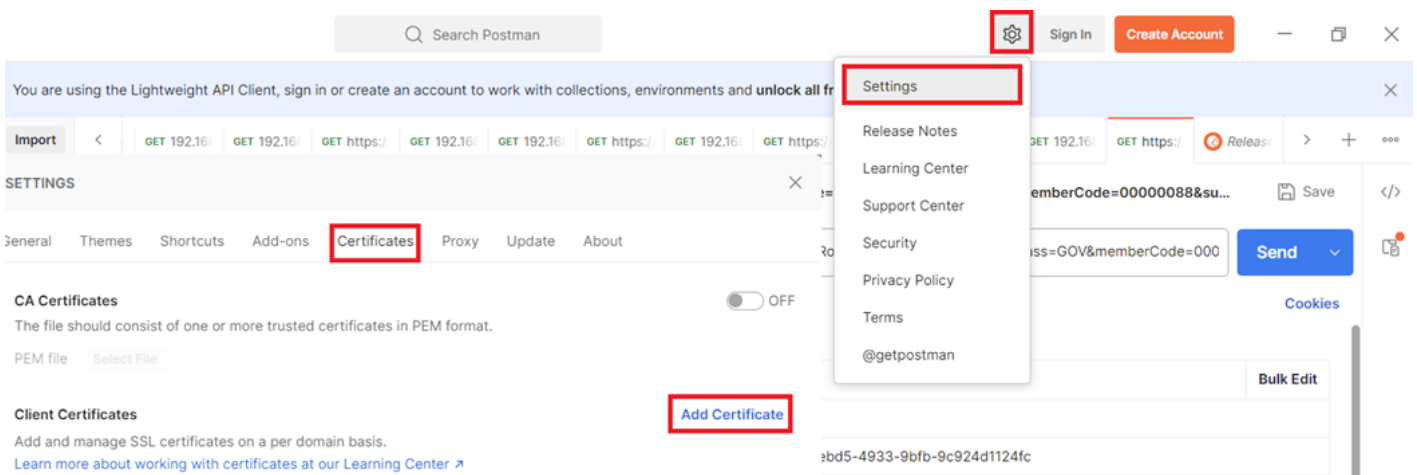 Search Postman
Sign In
Create Account
You are using the Lightweight API Client, sign in or create an account to work with collections, environments and unlock all fr
Settings
Release Notes
Learning Center
Support Center
Security
Privacy Policy
Terms
@getpostman
Import
GET 192.16
GET 192.16
GET https:/
GET 192.16
GET 192.16
GET https:/
GET 192.16
GET https:/
GET 192.16
GET https:/
Release
SETTINGS
emberCode=00000088&su...
Save
</>
General
Themes
Shortcuts
Add-ons
Certificates
Proxy
Update
About
ss=GOV&memberCode=000
Send
CA Certificates
OFF
The file should consist of one or more trusted certificates in PEM format.
PEM file
Select File
Cookies
Bulk Edit
Client Certificates
Add Certificate
Add and manage SSL certificates on a per domain basis.
Learn more about working with certificates at our Learning Center ↗
ebd5-4933-9bfb-9c924d1124fc